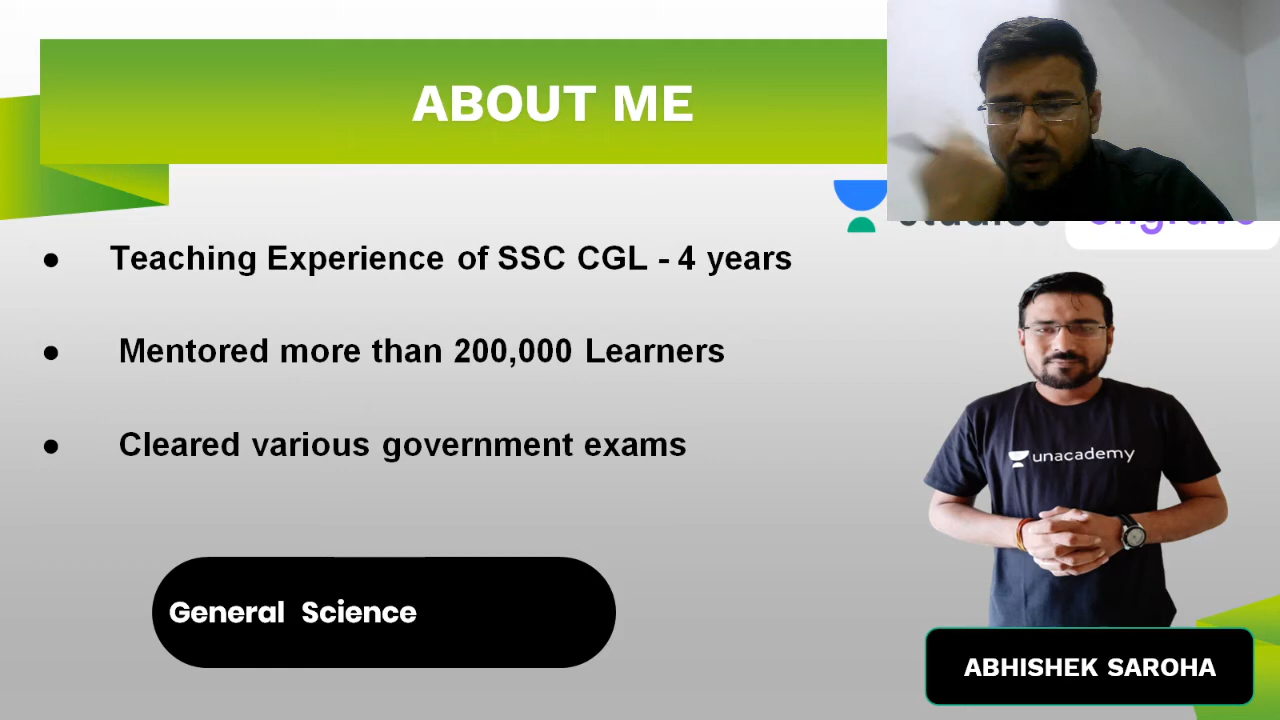 ABOUT ME
● Teaching Experience of SSC CGL - 4 years
● Mentored more than 200,000 Learners
● Cleared various government exams
unacademy
General Science
ABHISHEK SAROHA